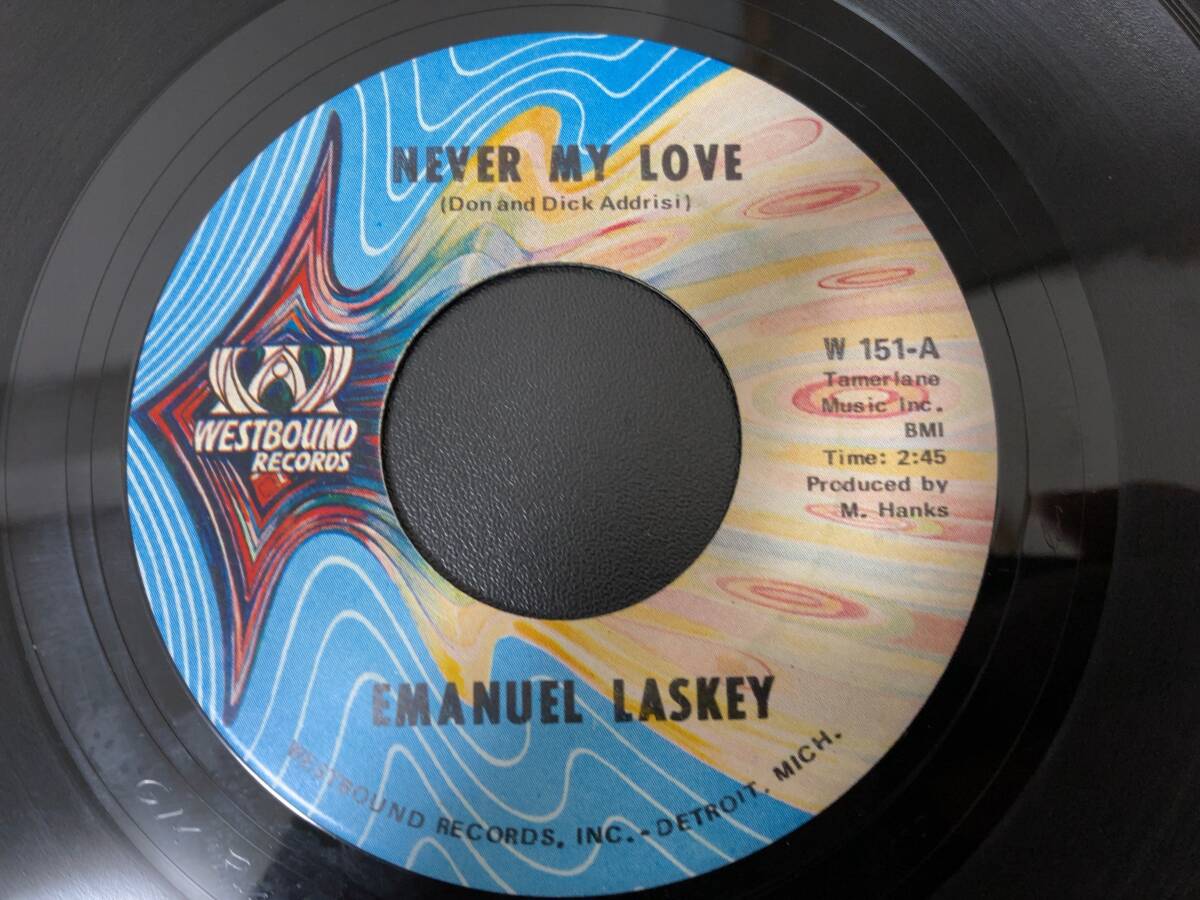 NEVER MY LOVE
(Don and Dick Addrisi)
WESTBOUND
RECORDS
W 151-A
Tamerlane
Music Inc.
BMI
Time: 2:45
Produced by
M. Hanks
EMANUEL LASKEY
WESTBOUND RECORDS, INC.-DETROIT, MICH.